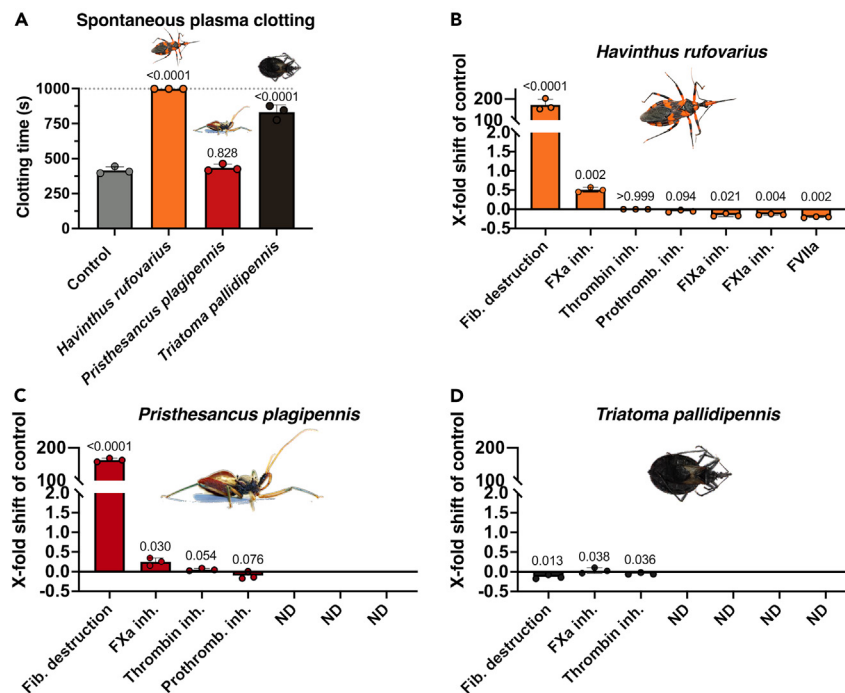 A
Spontaneous plasma clotting
<0.0001
<0.0001
0.828
1000
750
500
250
0
Clotting time (s)
Control
Havinthus rufovarius
Pristhesancus plagipennis
Triatoma pallidipennis
B
Havinthus rufovarius
X-fold shift of control
200
100
2.0
1.5
1.0
0.5
0.0
-0.5
<0.0001
0.002
>0.999
0.094
0.021
0.004
0.002
Fib. destruction
FXa inh.
Thrombin inh.
Prothromb. inh.
FIXa inh.
FXIa inh.
FVIIa
C
Pristhesancus plagipennis
X-fold shift of control
200
100
2.0
1.5
1.0
0.5
0.0
-0.5
<0.0001
0.030
0.054
0.076
Fib. destruction
FXa inh.
Thrombin inh.
Prothromb. inh.
ND
ND
ND
D
Triatoma pallidipennis
X-fold shift of control
200
100
2.0
1.5
1.0
0.5
0.0
-0.5
0.013
0.038
0.036
Fib. destruction
FXa inh.
Thrombin inh.
ND
ND
ND
ND